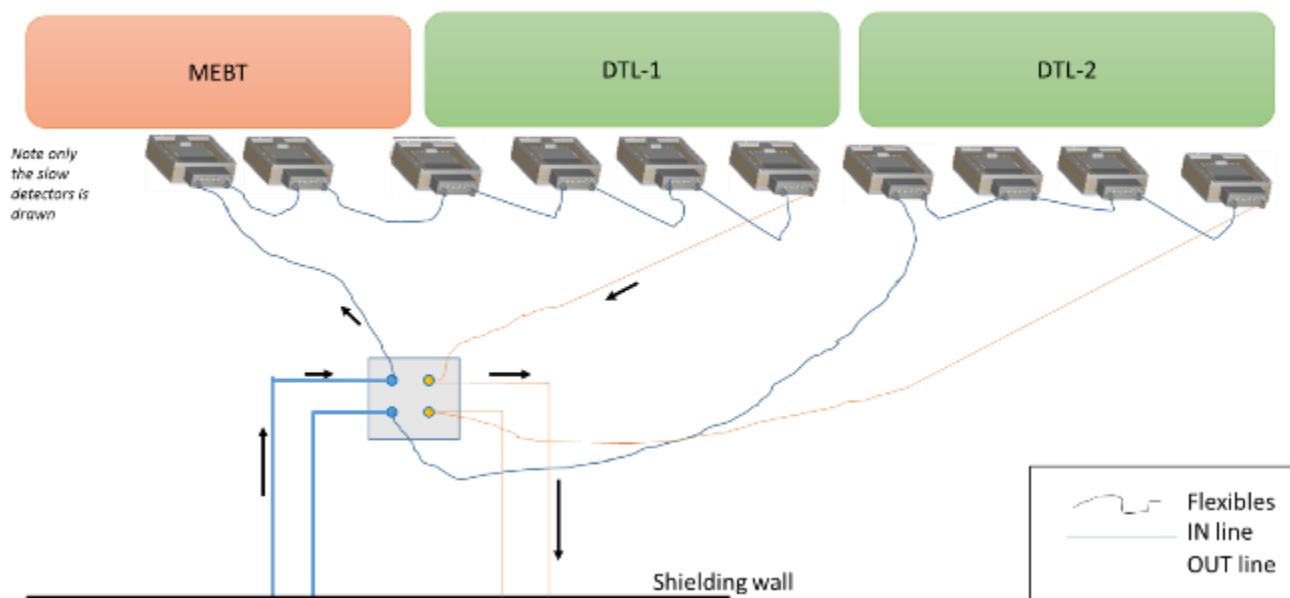 MEBT
DTL-1
DTL-2
Note only
the slow
detectors is
drawn
Shielding wall
Flexibles
IN line
OUT line